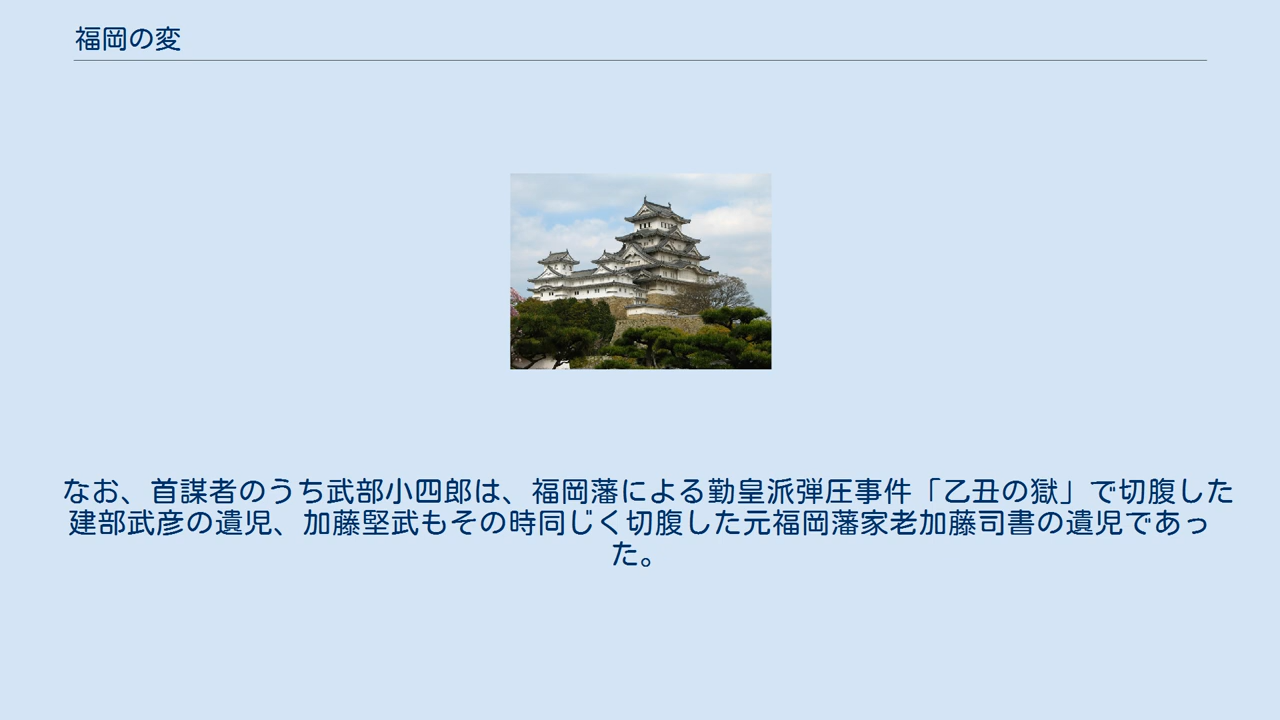 福岡の変
なお、首謀者のうち武部小四郎は、福岡藩による勤皇派弾圧事件「乙丑の獄」で切腹した
建部武彦の遺児、加藤堅武もその時同じく切腹した元福岡藩家老加藤司書の遺児であっ
た。